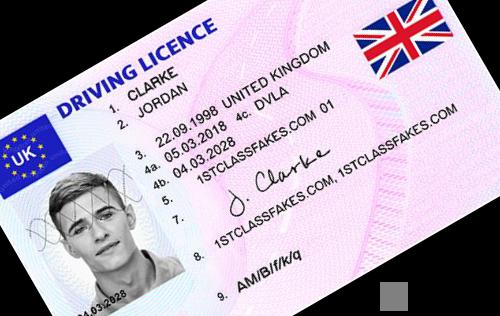 DRIVING LICENCE
UK
1. CLARKE
2. JORDAN
3. 22.09.1998 UNITED KINGDOM
4a. 05.03.2018 4c. DVLA
4b. 04.03.2028
5. 1STCLASSFAKES.COM 01
7. J. Clarke
8. 1STCLASSFAKES.COM, 1STCLASSFAKES.COM
9. AM/B/f/k/q
04.03.2028